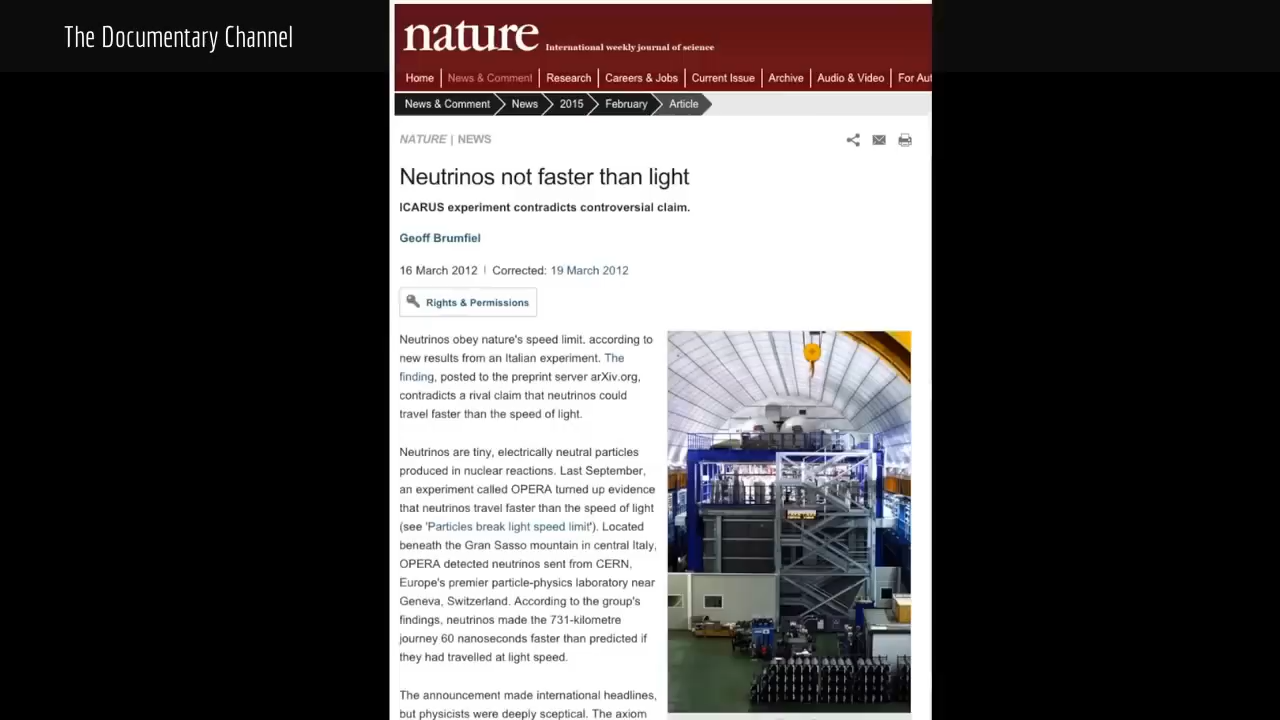 The Documentary Channel
nature International weekly journal of science
Home News & Comment Research Careers & Jobs Current Issue Archive Audio & Video For Aut
News & Comment News 2015 February Article
NATURE | NEWS
Neutrinos not faster than light
ICARUS experiment contradicts controversial claim.
Geoff Brumfiel
16 March 2012 | Corrected: 19 March 2012
Rights & Permissions
Neutrinos obey nature's speed limit, according to
new results from an Italian experiment. The
finding, posted to the preprint server arXiv.org,
contradicts a rival claim that neutrinos could
travel faster than the speed of light.
Neutrinos are tiny, electrically neutral particles
produced in nuclear reactions. Last September,
an experiment called OPERA turned up evidence
that neutrinos travel faster than the speed of light
(see 'Particles break light speed limit'). Located
beneath the Gran Sasso mountain in central Italy,
OPERA detected neutrinos sent from CERN,
Europe's premier particle-physics laboratory near
Geneva, Switzerland. According to the group's
findings, neutrinos made the 731-kilometre
journey 60 nanoseconds faster than predicted if
they had travelled at light speed.
The announcement made international headlines,
but physicists were deeply sceptical. The axiom